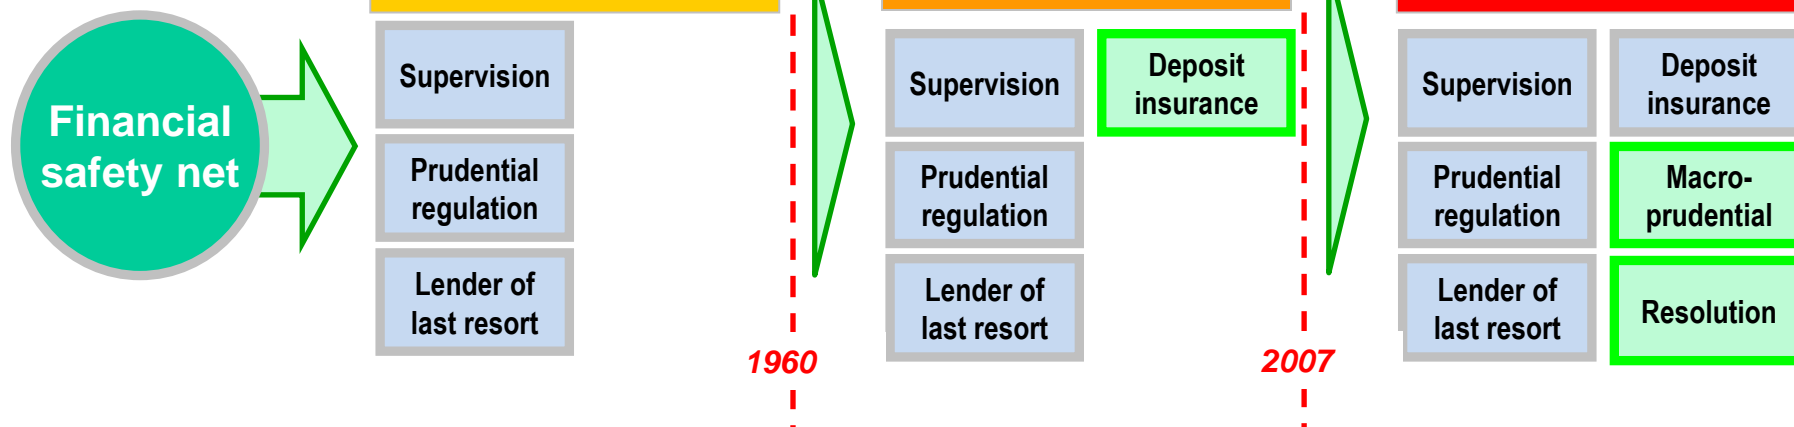 Financial
safety net
Supervision
Prudential
regulation
Lender of
last resort
1960
Supervision
Deposit
insurance
Prudential
regulation
Lender of
last resort
2007
Supervision
Deposit
insurance
Prudential
regulation
Macro-
prudential
Lender of
last resort
Resolution